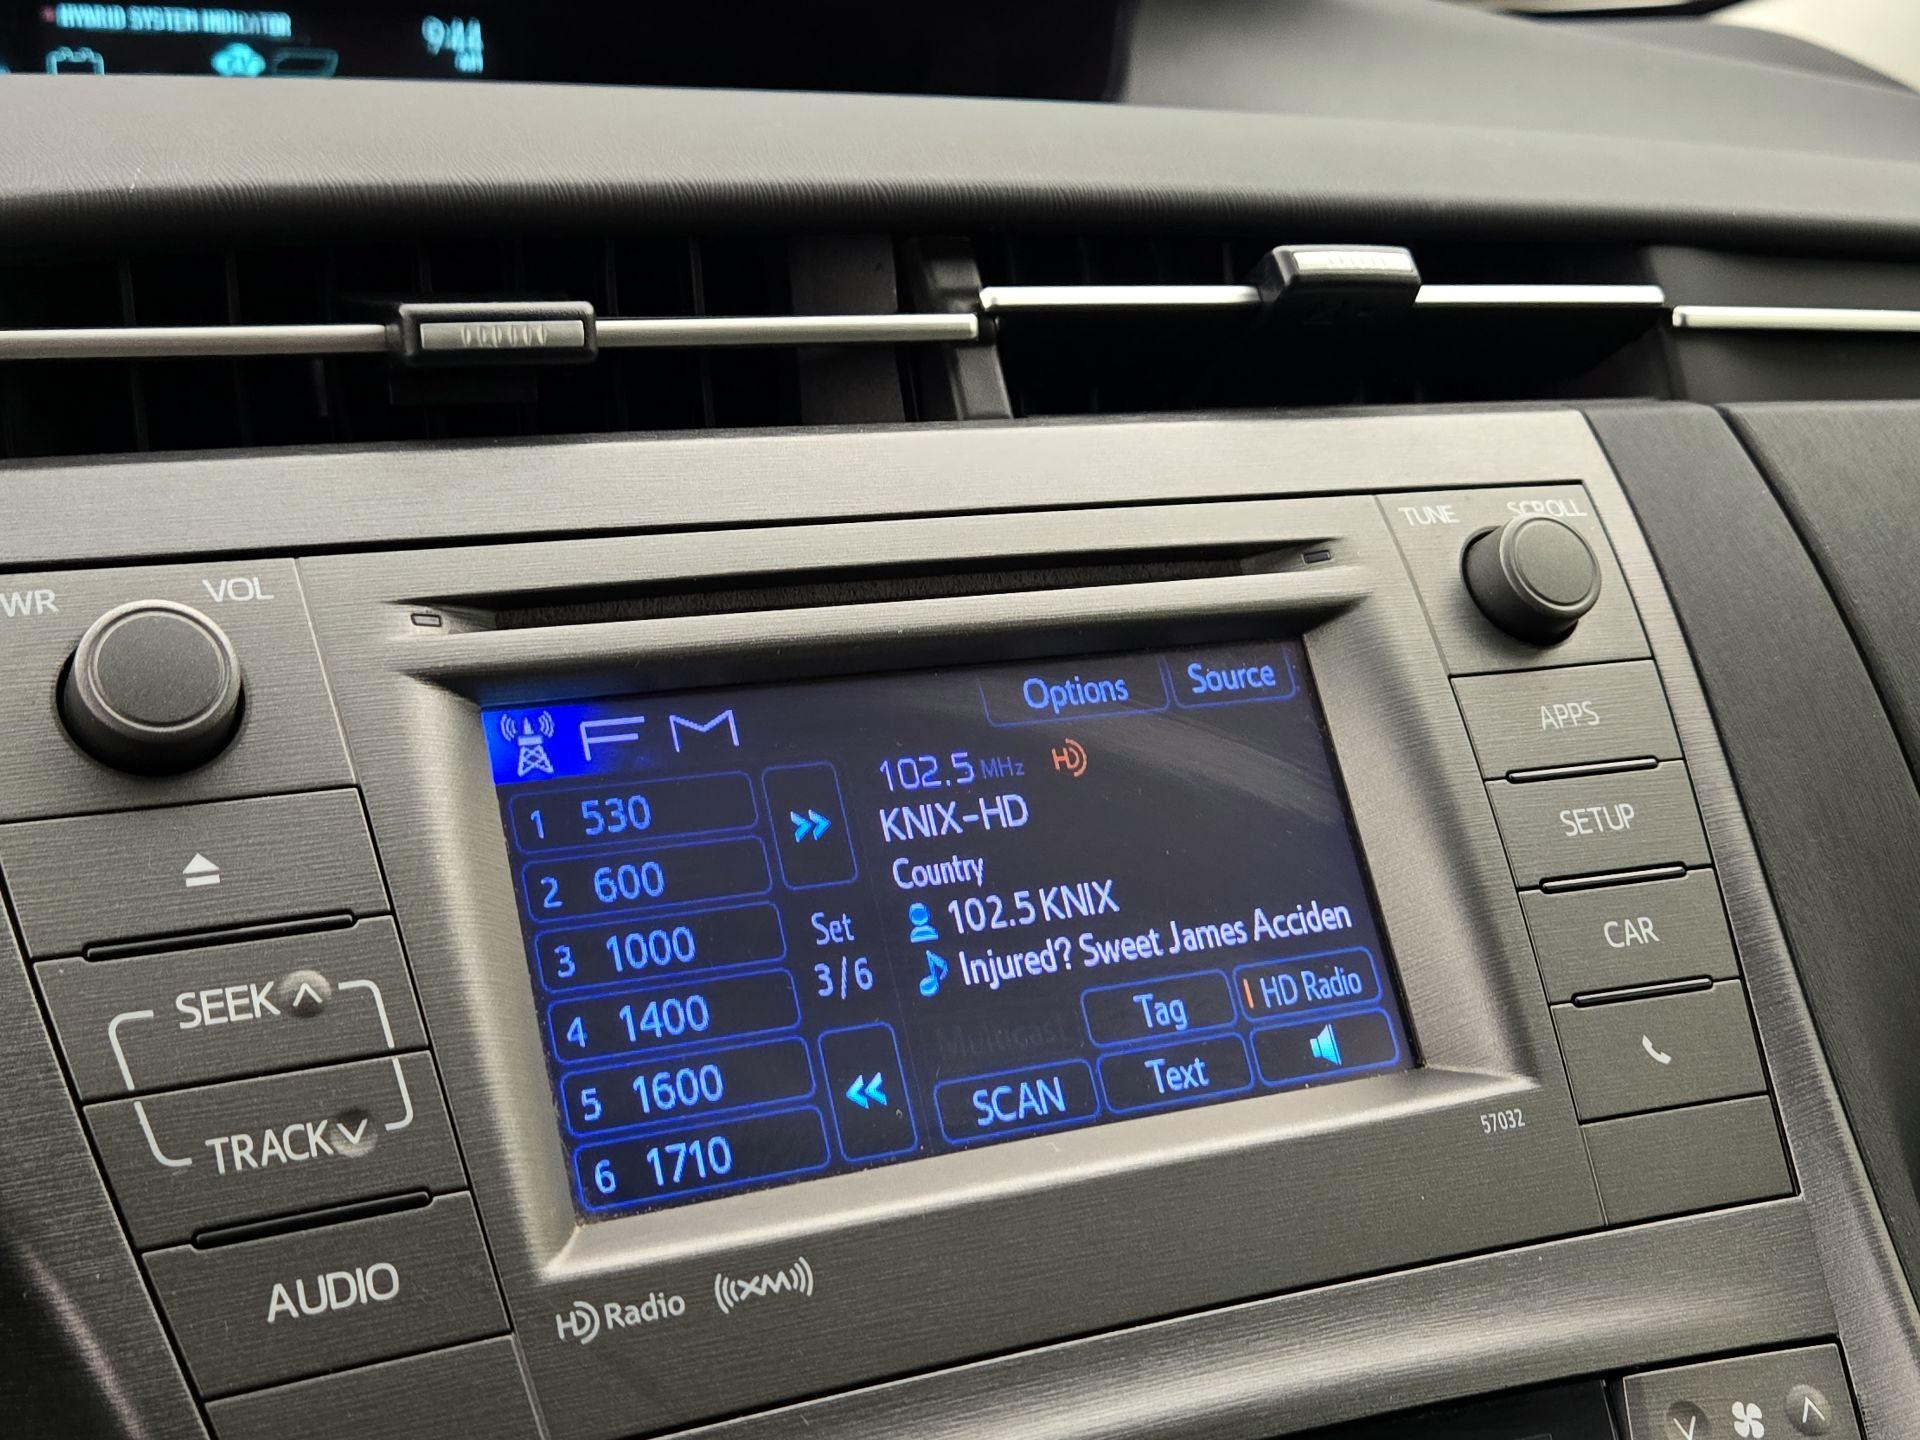 HYBRID SYSTEM INDICATOR
9:44
PWR VOL
TUNE SCROLL
FM
Options
Source
102.5 MHz HD
KNIX-HD
Country
102.5 KNIX
Injured? Sweet James Acciden
1 530
2 600
3 1000
4 1400
5 1600
6 1710
Set
3/6
Multicast
Tag
HD Radio
SCAN
Text
APPS
SETUP
CAR
SEEK
TRACK
AUDIO
57032
HD Radio
((XM))